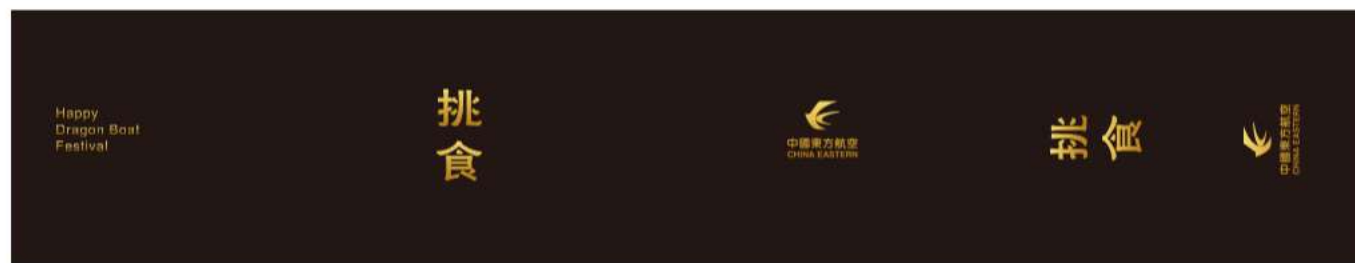 Happy
Dragon Boat
Festival
挑
食
中國東方航空
CHINA EASTERN
挑食
中國東方航空
CHINA EASTERN